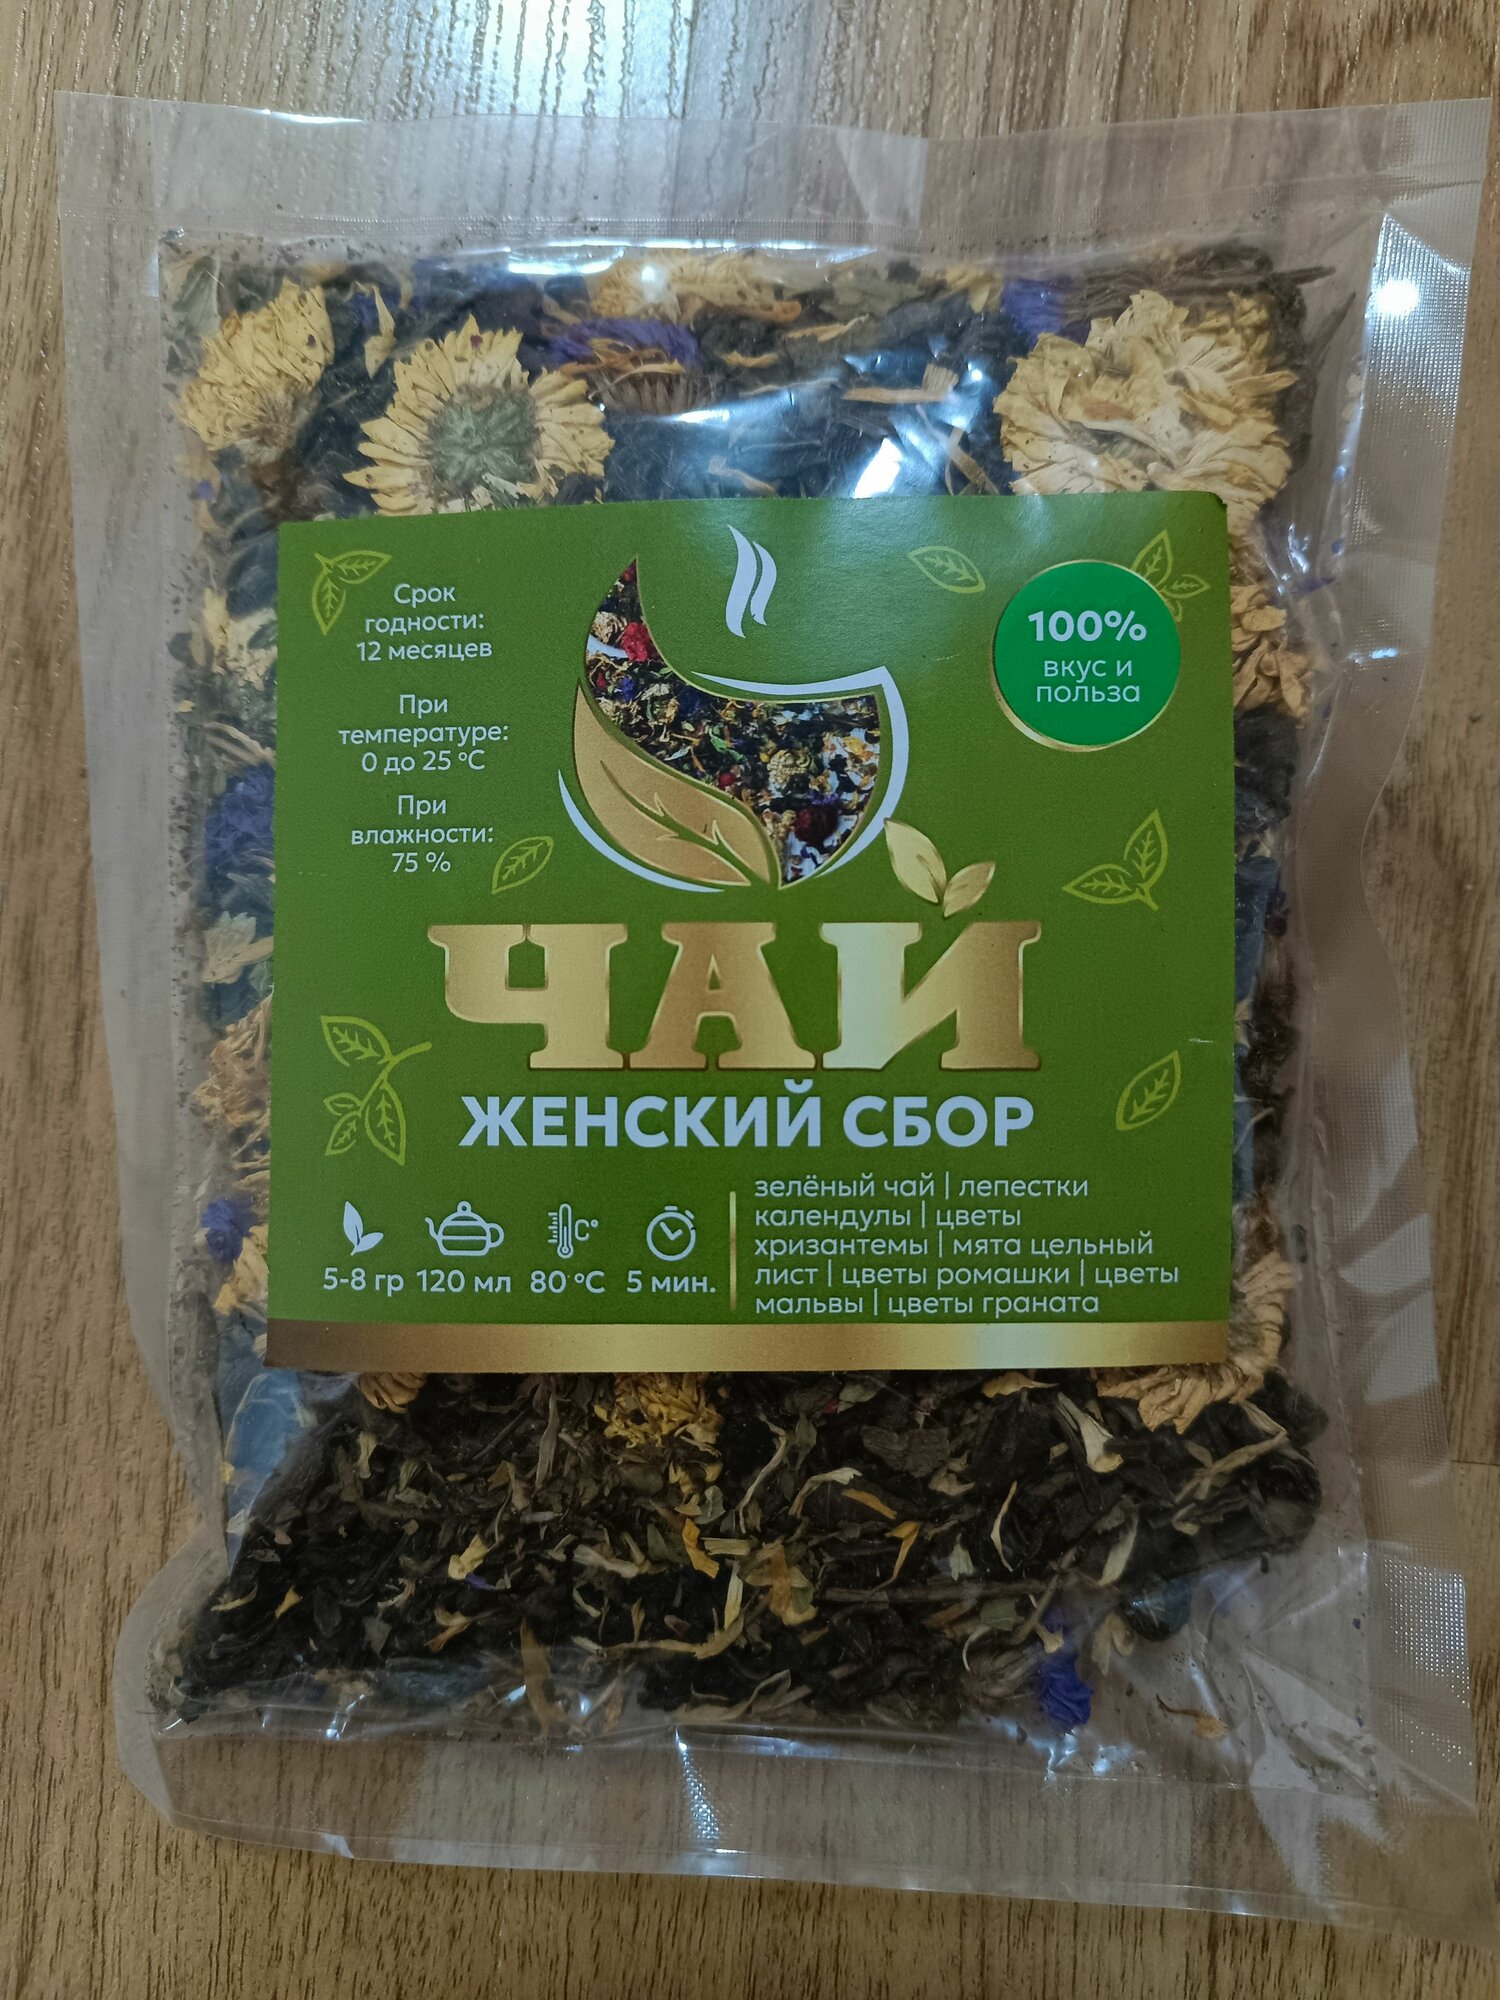 Срок
годности:
12 месяцев
При
температуре:
0 до 25 °C
При
влажности:
75 %
100%
вкус и
польза
ЧАЙ
ЖЕНСКИЙ СБОР
C°
5-8 гр 120 мл 80 °C 5 мин.
зелёный чай | лепестки
календулы | цветы
хризантемы | мята цельный
лист | цветы ромашки | цветы
мальвы | цветы граната